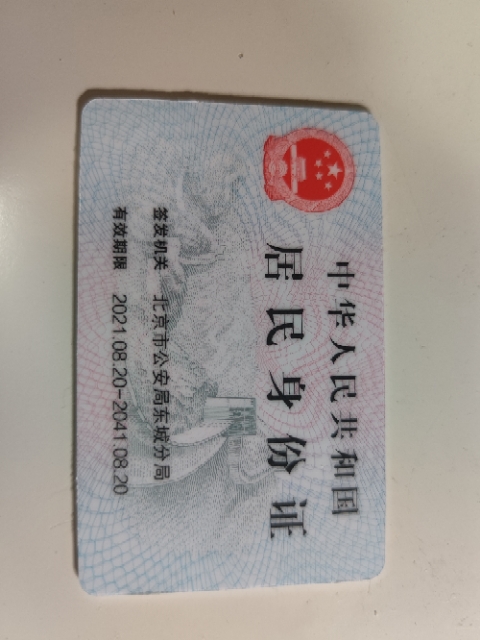 中华人民共和国
居民身份证
签发机关 北京市公安局东城分局
有效期限 2021.08.20-2041.08.20